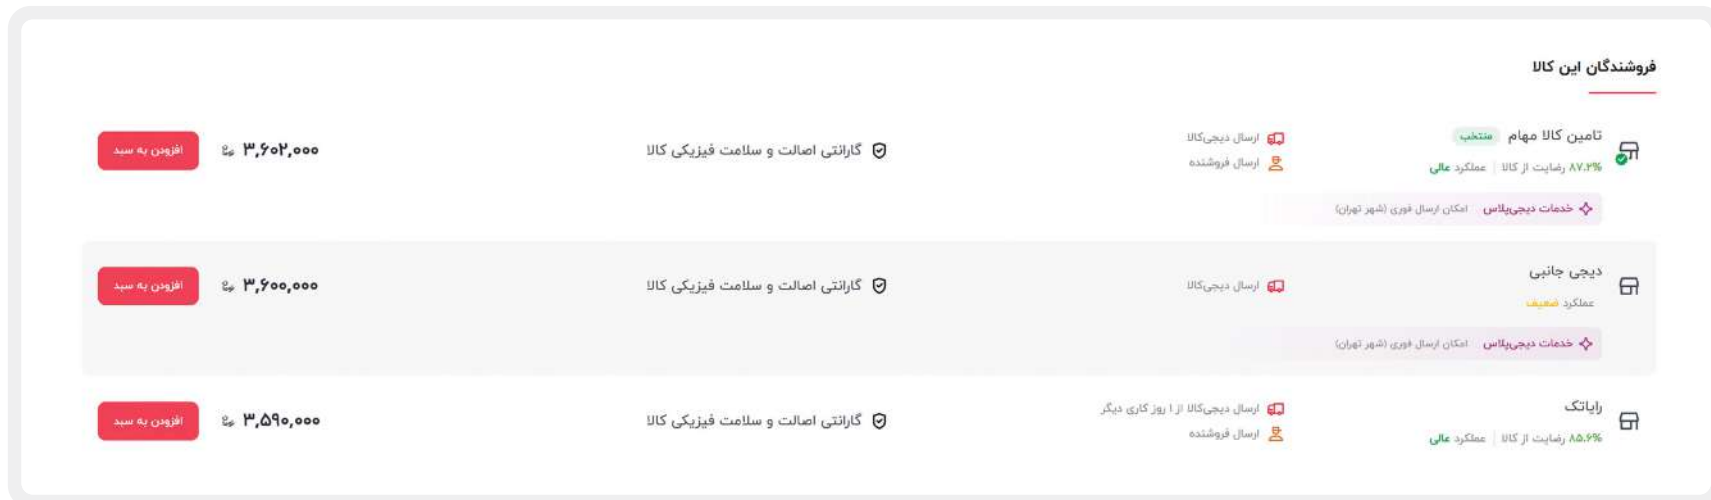 فروشندگان این کالا
تامین کالا مهام منتخب
۸۷.۲% رضایت از کالا | عملکرد عالی
ارسال دیجی‌کالا
ارسال فروشنده
گارانتی اصالت و سلامت فیزیکی کالا
۳,۶۰۲,۰۰۰ تومان
افزودن به سبد
خدمات دیجی‌پلاس امکان ارسال فوری (شهر تهران)
دیجی جانبی
عملکرد ضعیف
ارسال دیجی‌کالا
گارانتی اصالت و سلامت فیزیکی کالا
۳,۶۰۰,۰۰۰ تومان
افزودن به سبد
خدمات دیجی‌پلاس امکان ارسال فوری (شهر تهران)
رایاتک
۸۵.۶% رضایت از کالا | عملکرد عالی
ارسال دیجی‌کالا از ۱ روز کاری دیگر
ارسال فروشنده
گارانتی اصالت و سلامت فیزیکی کالا
۳,۵۹۰,۰۰۰ تومان
افزودن به سبد